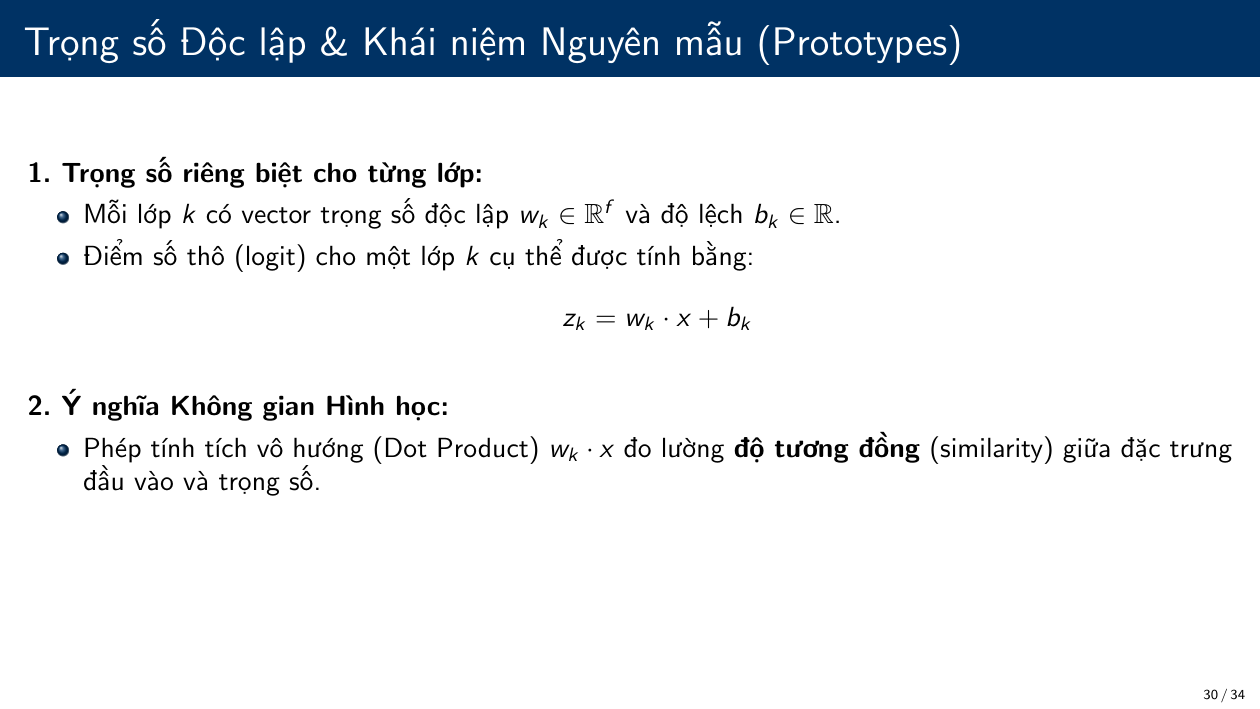 Trọng số Độc lập & Khái niệm Nguyên mẫu (Prototypes)
1. Trọng số riêng biệt cho từng lớp:
Mỗi lớp k có vector trọng số độc lập w_k ∈ ℝ^f và độ lệch b_k ∈ ℝ.
Điểm số thô (logit) cho một lớp k cụ thể được tính bằng:
z_k = w_k · x + b_k
2. Ý nghĩa Không gian Hình học:
Phép tính tích vô hướng (Dot Product) w_k · x đo lường độ tương đồng (similarity) giữa đặc trưng
đầu vào và trọng số.
30 / 34